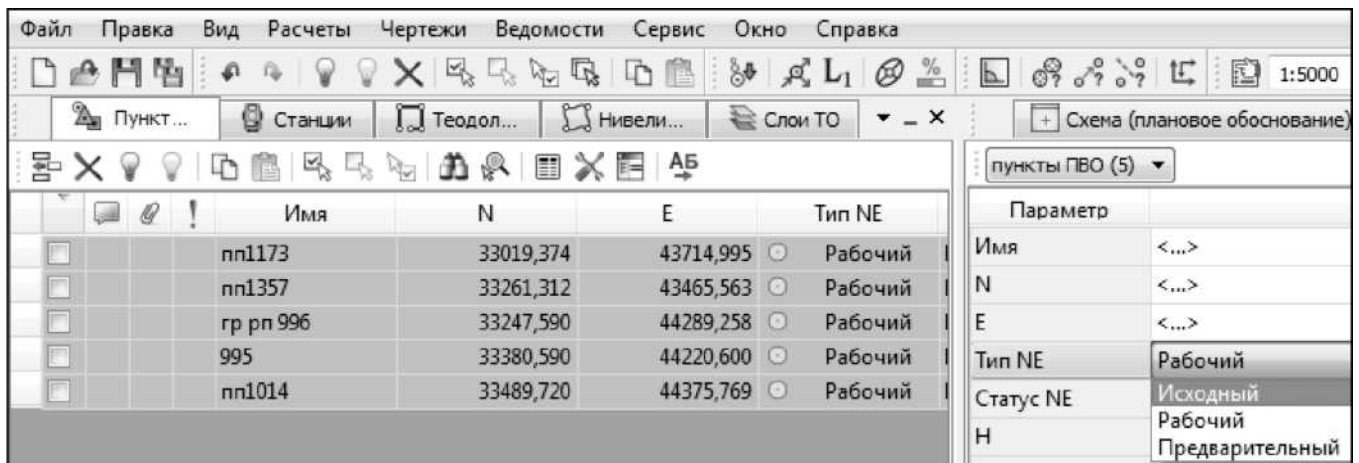 Файл Правка Вид Расчеты Чертежи Ведомости Сервис Окно Справка
L1 % 1:5000
Пункт... Станции Теодол... Нивели... Слои ТО Схема (плановое обоснование)
АБ пункты ПВО (5)
Имя N E Тип NE Параметр
пп1173 33019,374 43714,995 Рабочий Имя <...>
пп1357 33261,312 43465,563 Рабочий N <...>
гр рп 996 33247,590 44289,258 Рабочий E <...>
995 33380,590 44220,600 Рабочий Тип NE Рабочий
пп1014 33489,720 44375,769 Рабочий Статус NE Исходный
Рабочий
H Предварительный